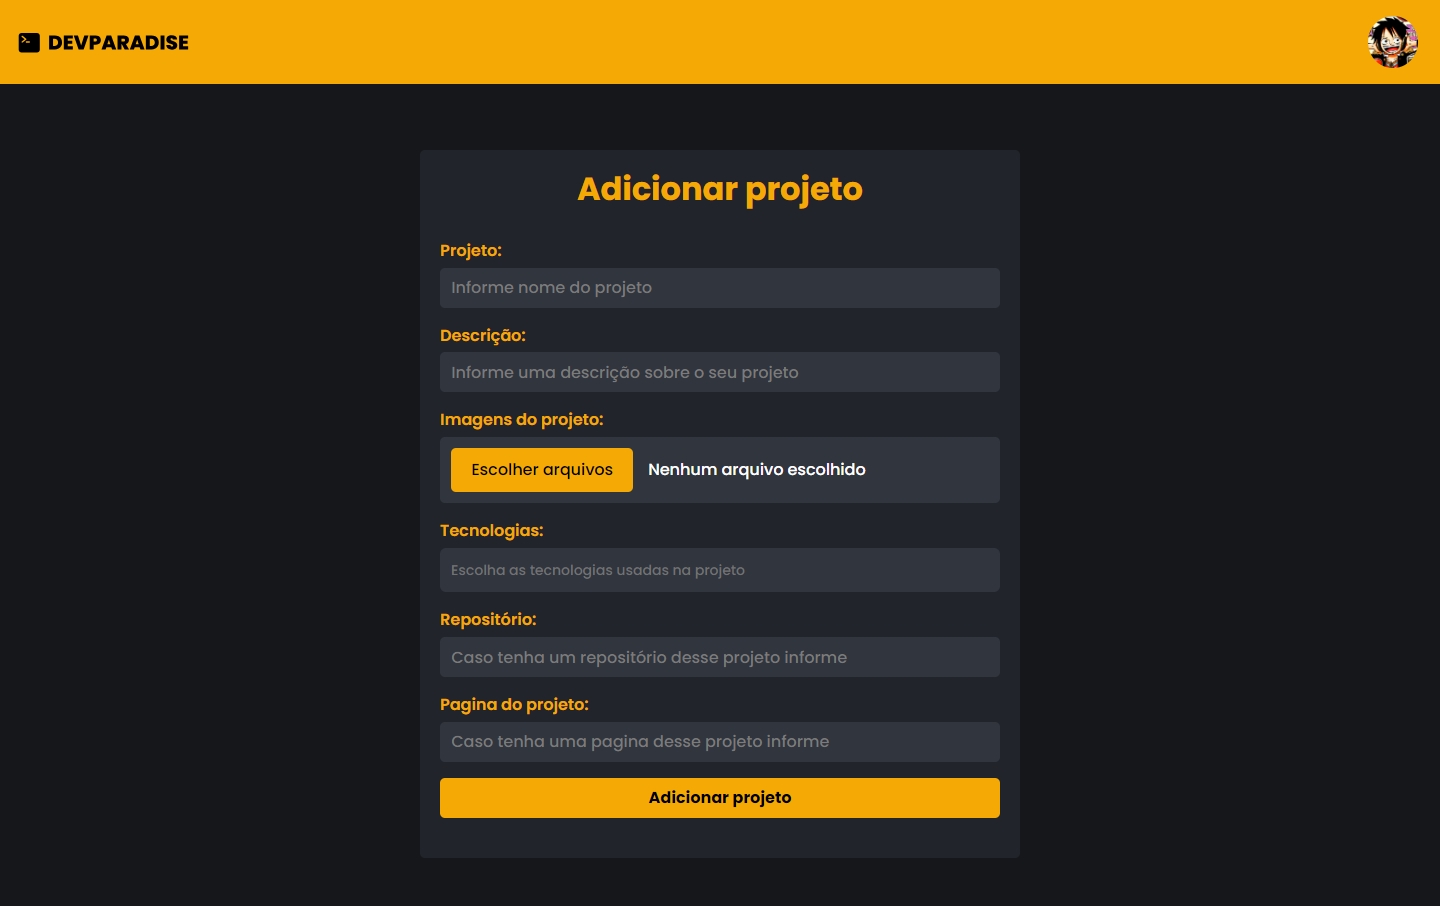 DEVPARADISE
Adicionar projeto
Projeto:
Informe nome do projeto
Descrição:
Informe uma descrição sobre o seu projeto
Imagens do projeto:
Escolher arquivos Nenhum arquivo escolhido
Tecnologias:
Escolha as tecnologias usadas na projeto
Repositório:
Caso tenha um repositório desse projeto informe
Pagina do projeto:
Caso tenha uma pagina desse projeto informe
Adicionar projeto